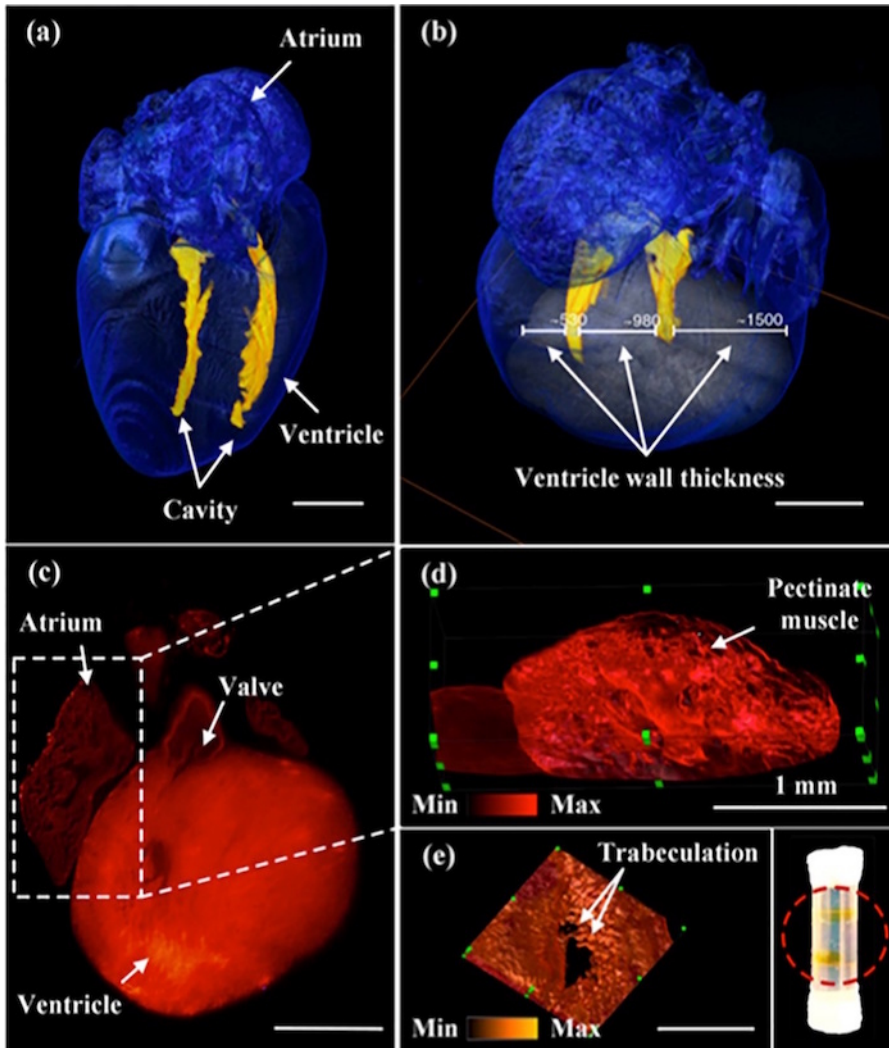 (a)
Atrium
Ventricle
Cavity
(b)
~530
~980
~1500
Ventricle wall thickness
(c)
Atrium
Valve
Ventricle
(d)
Pectinate
muscle
Min
Max
1 mm
(e)
Trabeculation
Min
Max